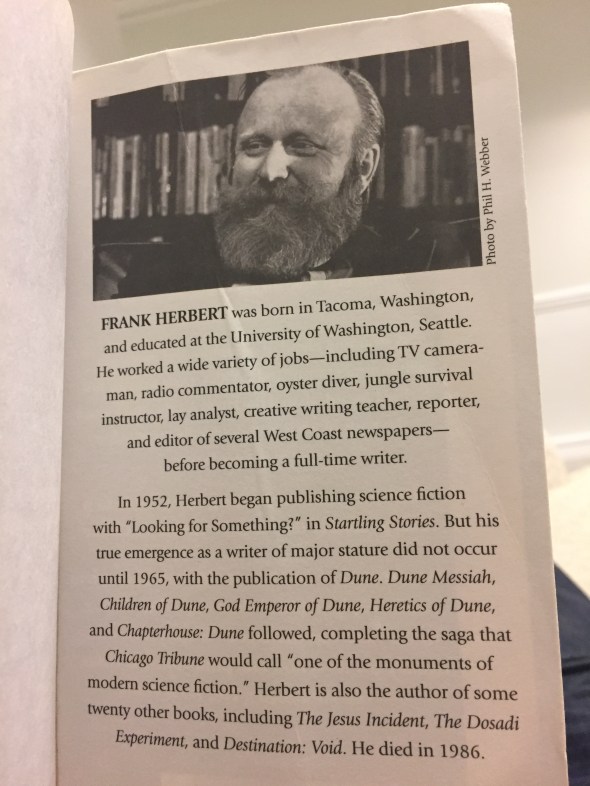 Photo by Phil H. Webber
FRANK HERBERT was born in Tacoma, Washington,
and educated at the University of Washington, Seattle.
He worked a wide variety of jobs—including TV camera-
man, radio commentator, oyster diver, jungle survival
instructor, lay analyst, creative writing teacher, reporter,
and editor of several West Coast newspapers—
before becoming a full-time writer.
In 1952, Herbert began publishing science fiction
with “Looking for Something?” in Startling Stories. But his
true emergence as a writer of major stature did not occur
until 1965, with the publication of Dune. Dune Messiah,
Children of Dune, God Emperor of Dune, Heretics of Dune,
and Chapterhouse: Dune followed, completing the saga that
Chicago Tribune would call “one of the monuments of
modern science fiction.” Herbert is also the author of some
twenty other books, including The Jesus Incident, The Dosadi
Experiment, and Destination: Void. He died in 1986.